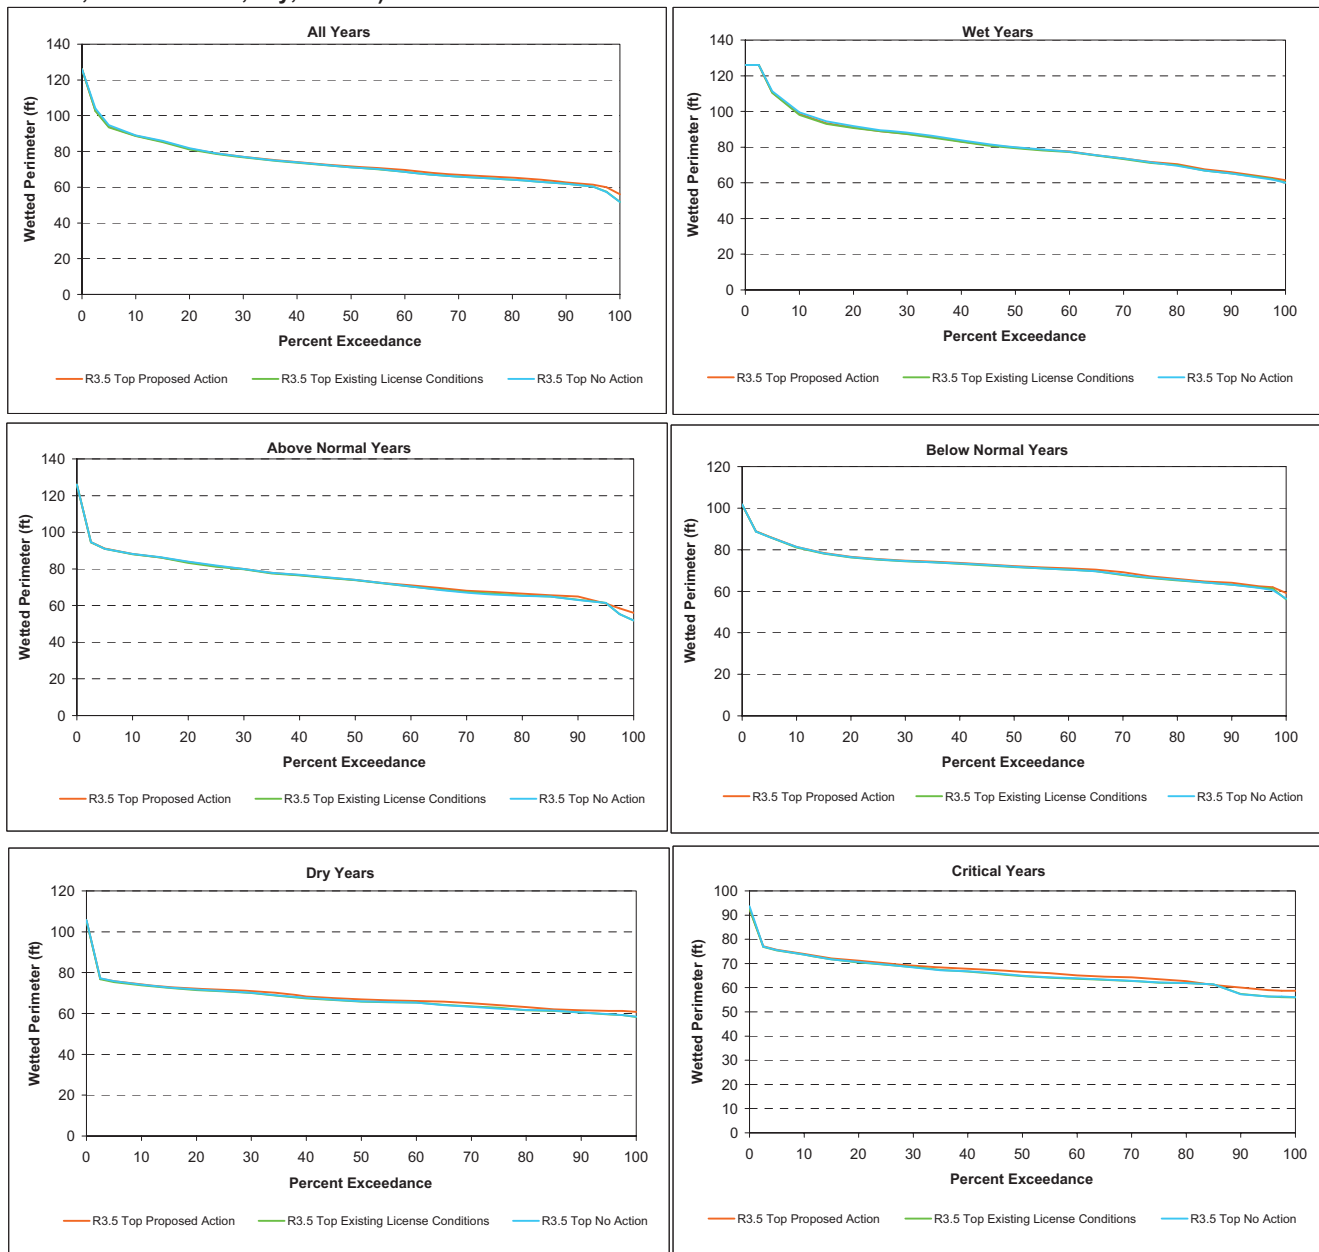 All Years
140
120
100
80
60
40
20
0
Wetted Perimeter (ft)
0 10 20 30 40 50 60 70 80 90 100
Percent Exceedance
R3.5 Top Proposed Action R3.5 Top Existing License Conditions R3.5 Top No Action
Wet Years
140
120
100
80
60
40
20
0
Wetted Perimeter (ft)
0 10 20 30 40 50 60 70 80 90 100
Percent Exceedance
R3.5 Top Proposed Action R3.5 Top Existing License Conditions R3.5 Top No Action
Above Normal Years
140
120
100
80
60
40
20
0
Wetted Perimeter (ft)
0 10 20 30 40 50 60 70 80 90 100
Percent Exceedance
R3.5 Top Proposed Action R3.5 Top Existing License Conditions R3.5 Top No Action
Below Normal Years
120
100
80
60
40
20
0
Wetted Perimeter (ft)
0 10 20 30 40 50 60 70 80 90 100
Percent Exceedance
R3.5 Top Proposed Action R3.5 Top Existing License Conditions R3.5 Top No Action
Dry Years
120
100
80
60
40
20
0
Wetted Perimeter (ft)
0 10 20 30 40 50 60 70 80 90 100
Percent Exceedance
R3.5 Top Proposed Action R3.5 Top Existing License Conditions R3.5 Top No Action
Critical Years
100
90
80
70
60
50
40
30
20
10
0
Wetted Perimeter (ft)
0 10 20 30 40 50 60 70 80 90 100
Percent Exceedance
R3.5 Top Proposed Action R3.5 Top Existing License Conditions R3.5 Top No Action